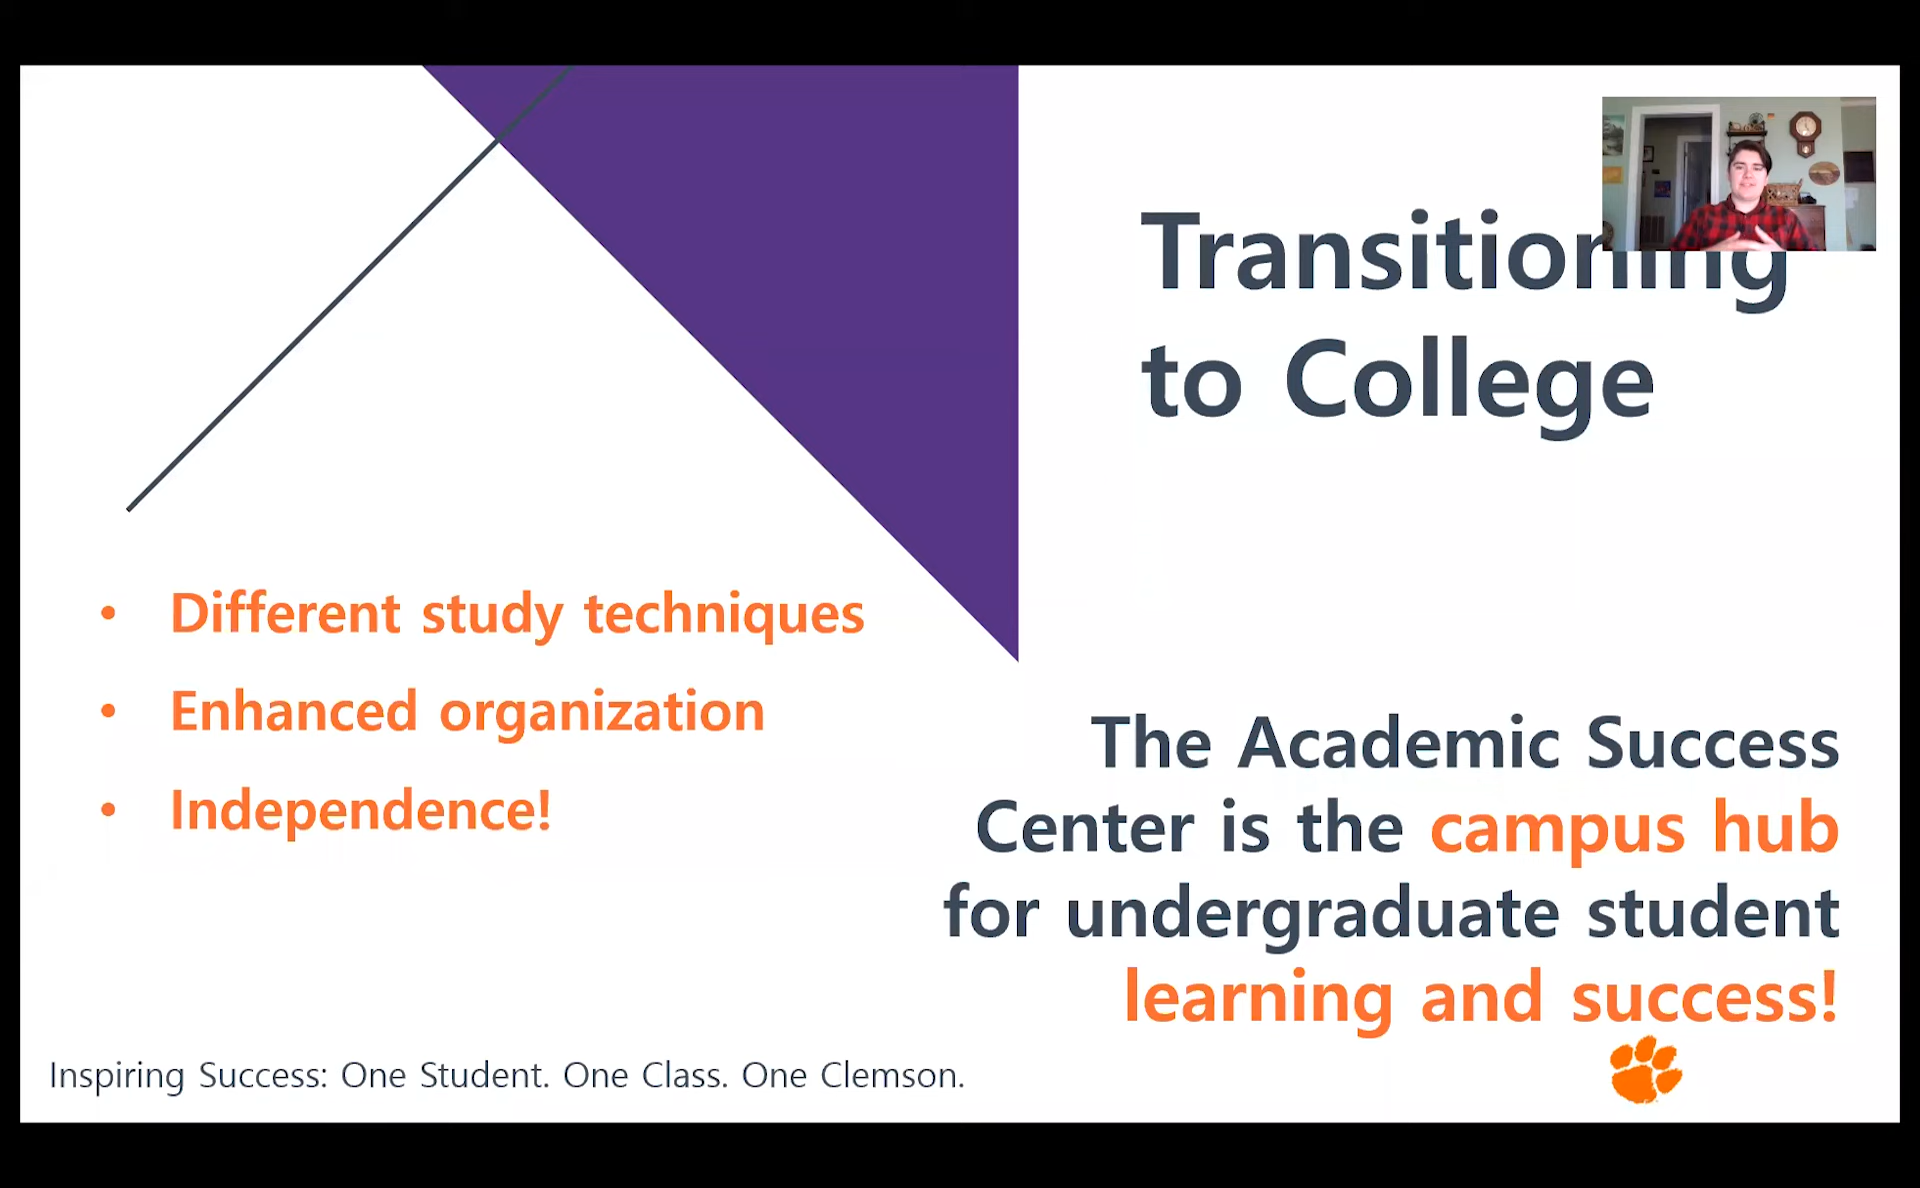 Transitioning
to College
• Different study techniques
• Enhanced organization
• Independence!
The Academic Success
Center is the campus hub
for undergraduate student
learning and success!
Inspiring Success: One Student. One Class. One Clemson.